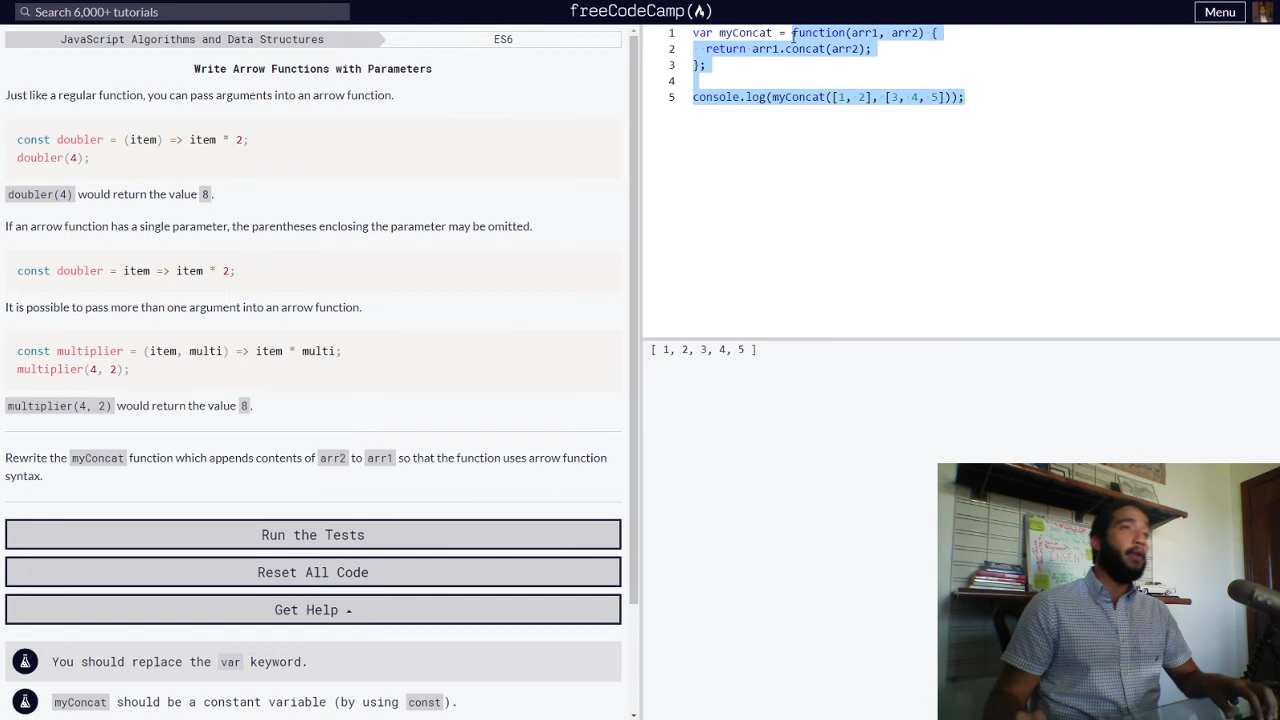 Search 6,000+ tutorials
freeCodeCamp
Menu
JavaScript Algorithms and Data Structures
ES6
Write Arrow Functions with Parameters
Just like a regular function, you can pass arguments into an arrow function.
const doubler = (item) => item * 2;
doubler(4);
doubler(4) would return the value 8.
If an arrow function has a single parameter, the parentheses enclosing the parameter may be omitted.
const doubler = item => item * 2;
It is possible to pass more than one argument into an arrow function.
const multiplier = (item, multi) => item * multi;
multiplier(4, 2);
multiplier(4, 2) would return the value 8.
Rewrite the myConcat function which appends contents of arr2 to arr1 so that the function uses arrow function
syntax.
Run the Tests
Reset All Code
Get Help
You should replace the var keyword.
myConcat should be a constant variable (by using const).
1 var myConcat = function(arr1, arr2) {
2 return arr1.concat(arr2);
3 };
4
5 console.log(myConcat([1, 2], [3, 4, 5]));
[ 1, 2, 3, 4, 5 ]